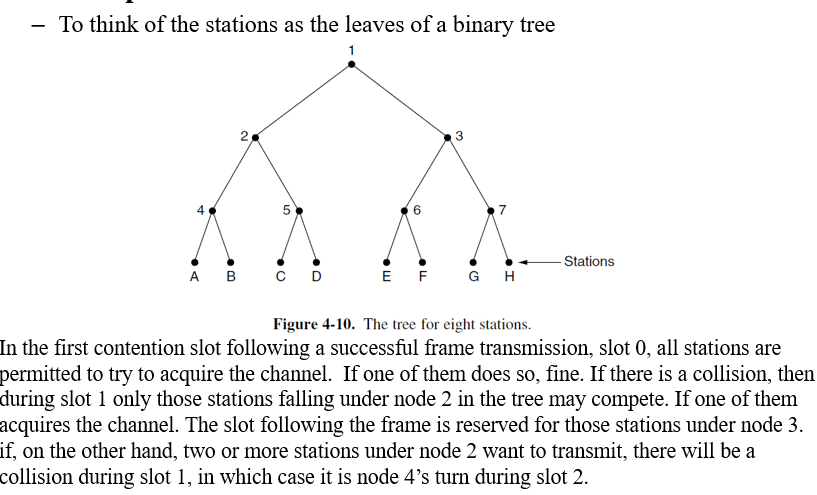 – To think of the stations as the leaves of a binary tree
1
2 3
4 5 6 7
Stations
A B C D E F G H
Figure 4-10. The tree for eight stations.
In the first contention slot following a successful frame transmission, slot 0, all stations are
permitted to try to acquire the channel. If one of them does so, fine. If there is a collision, then
during slot 1 only those stations falling under node 2 in the tree may compete. If one of them
acquires the channel. The slot following the frame is reserved for those stations under node 3.
if, on the other hand, two or more stations under node 2 want to transmit, there will be a
collision during slot 1, in which case it is node 4’s turn during slot 2.